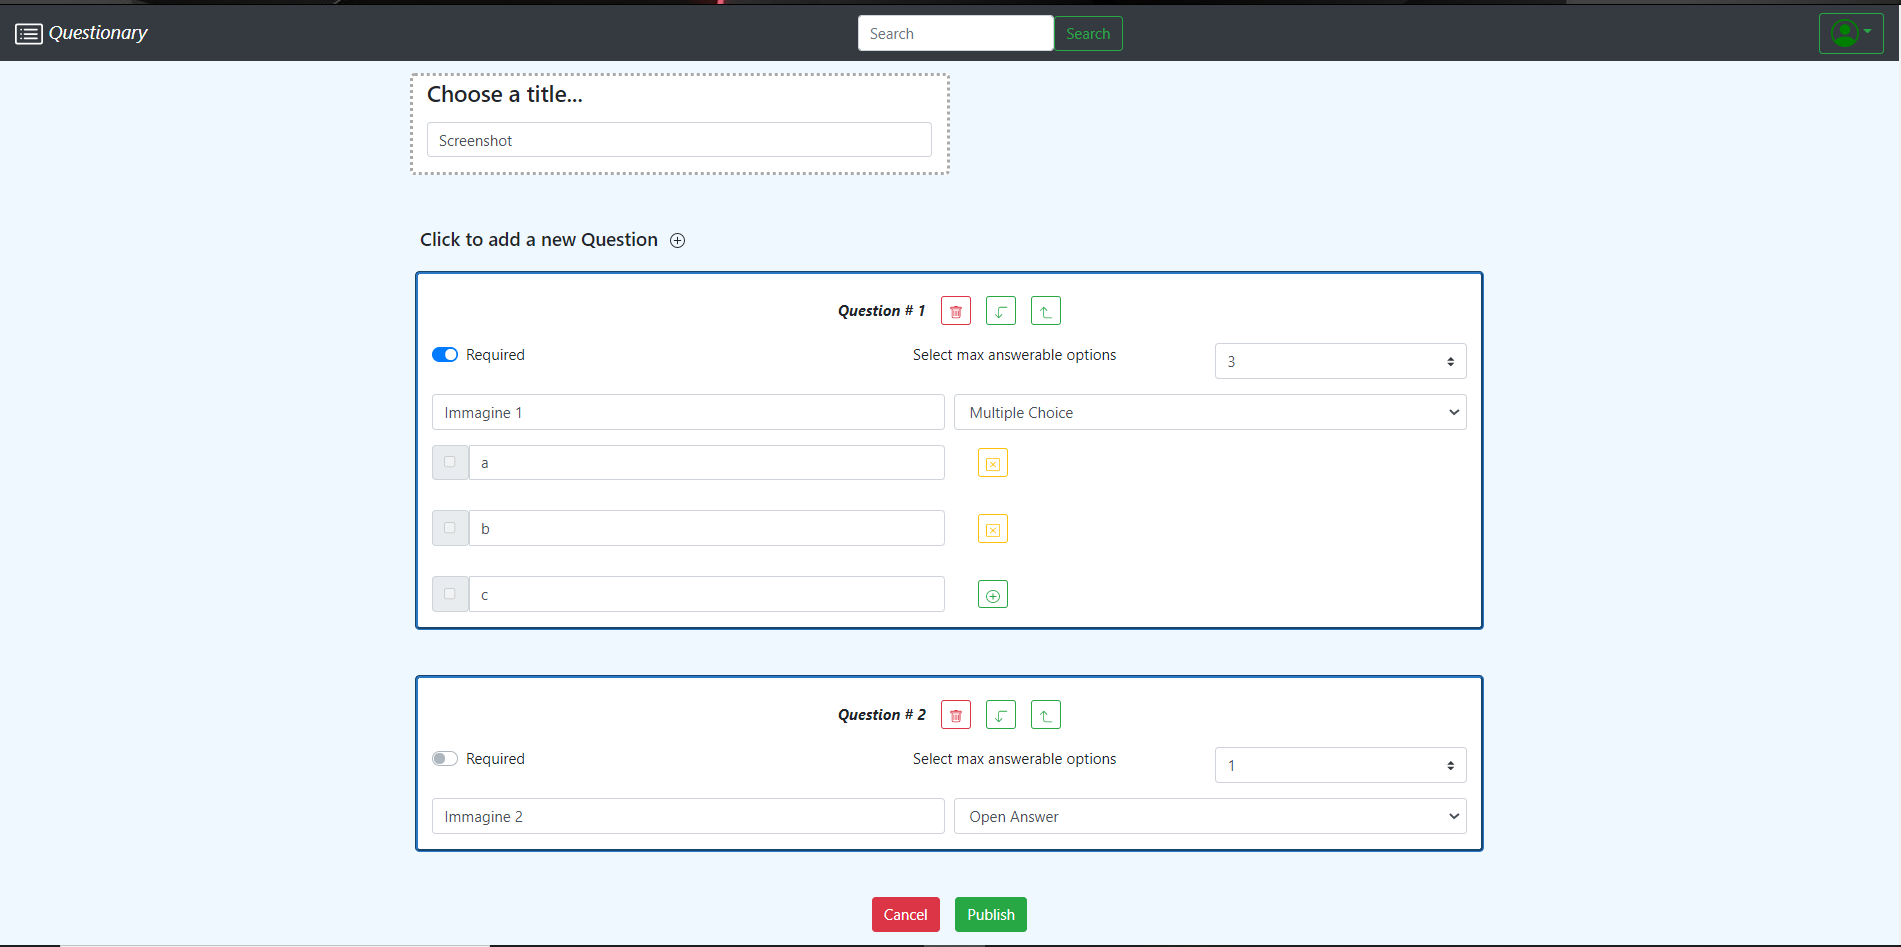 Questionary
Search
Search
Choose a title...
Screenshot
Click to add a new Question
Question # 1
Required
Select max answerable options
3
Immagine 1
Multiple Choice
a
b
c
Question # 2
Required
Select max answerable options
1
Immagine 2
Open Answer
Cancel
Publish